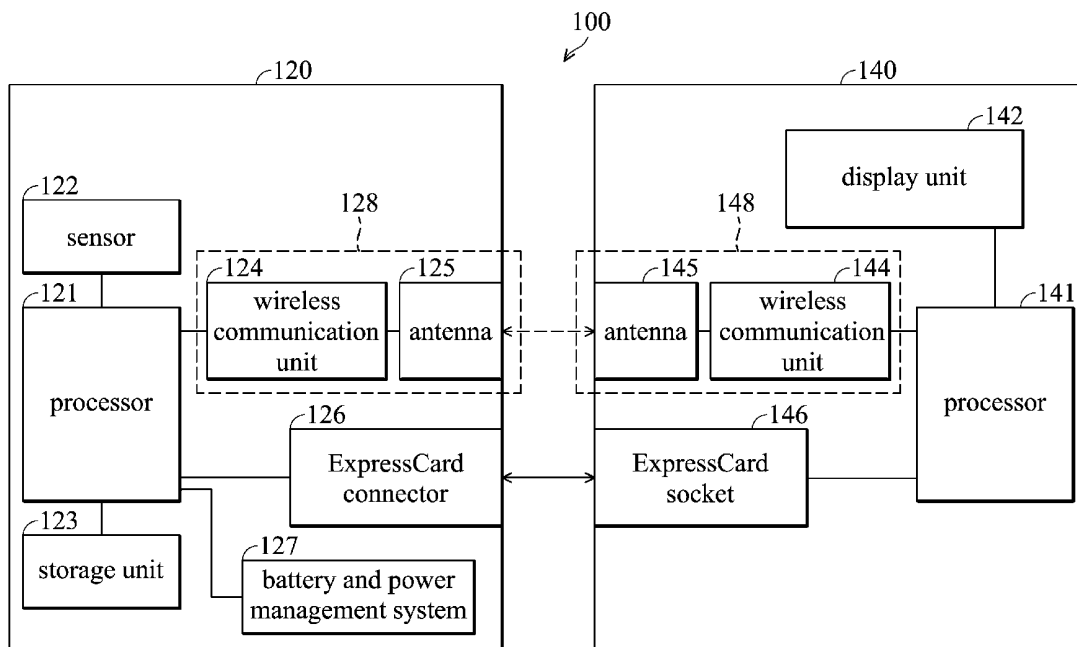 100
120
140
142
display unit
122
sensor
128
148
124
wireless
communication
unit
125
antenna
145
antenna
144
wireless
communication
unit
121
processor
141
processor
126
ExpressCard
connector
146
ExpressCard
socket
123
storage unit
127
battery and power
management system